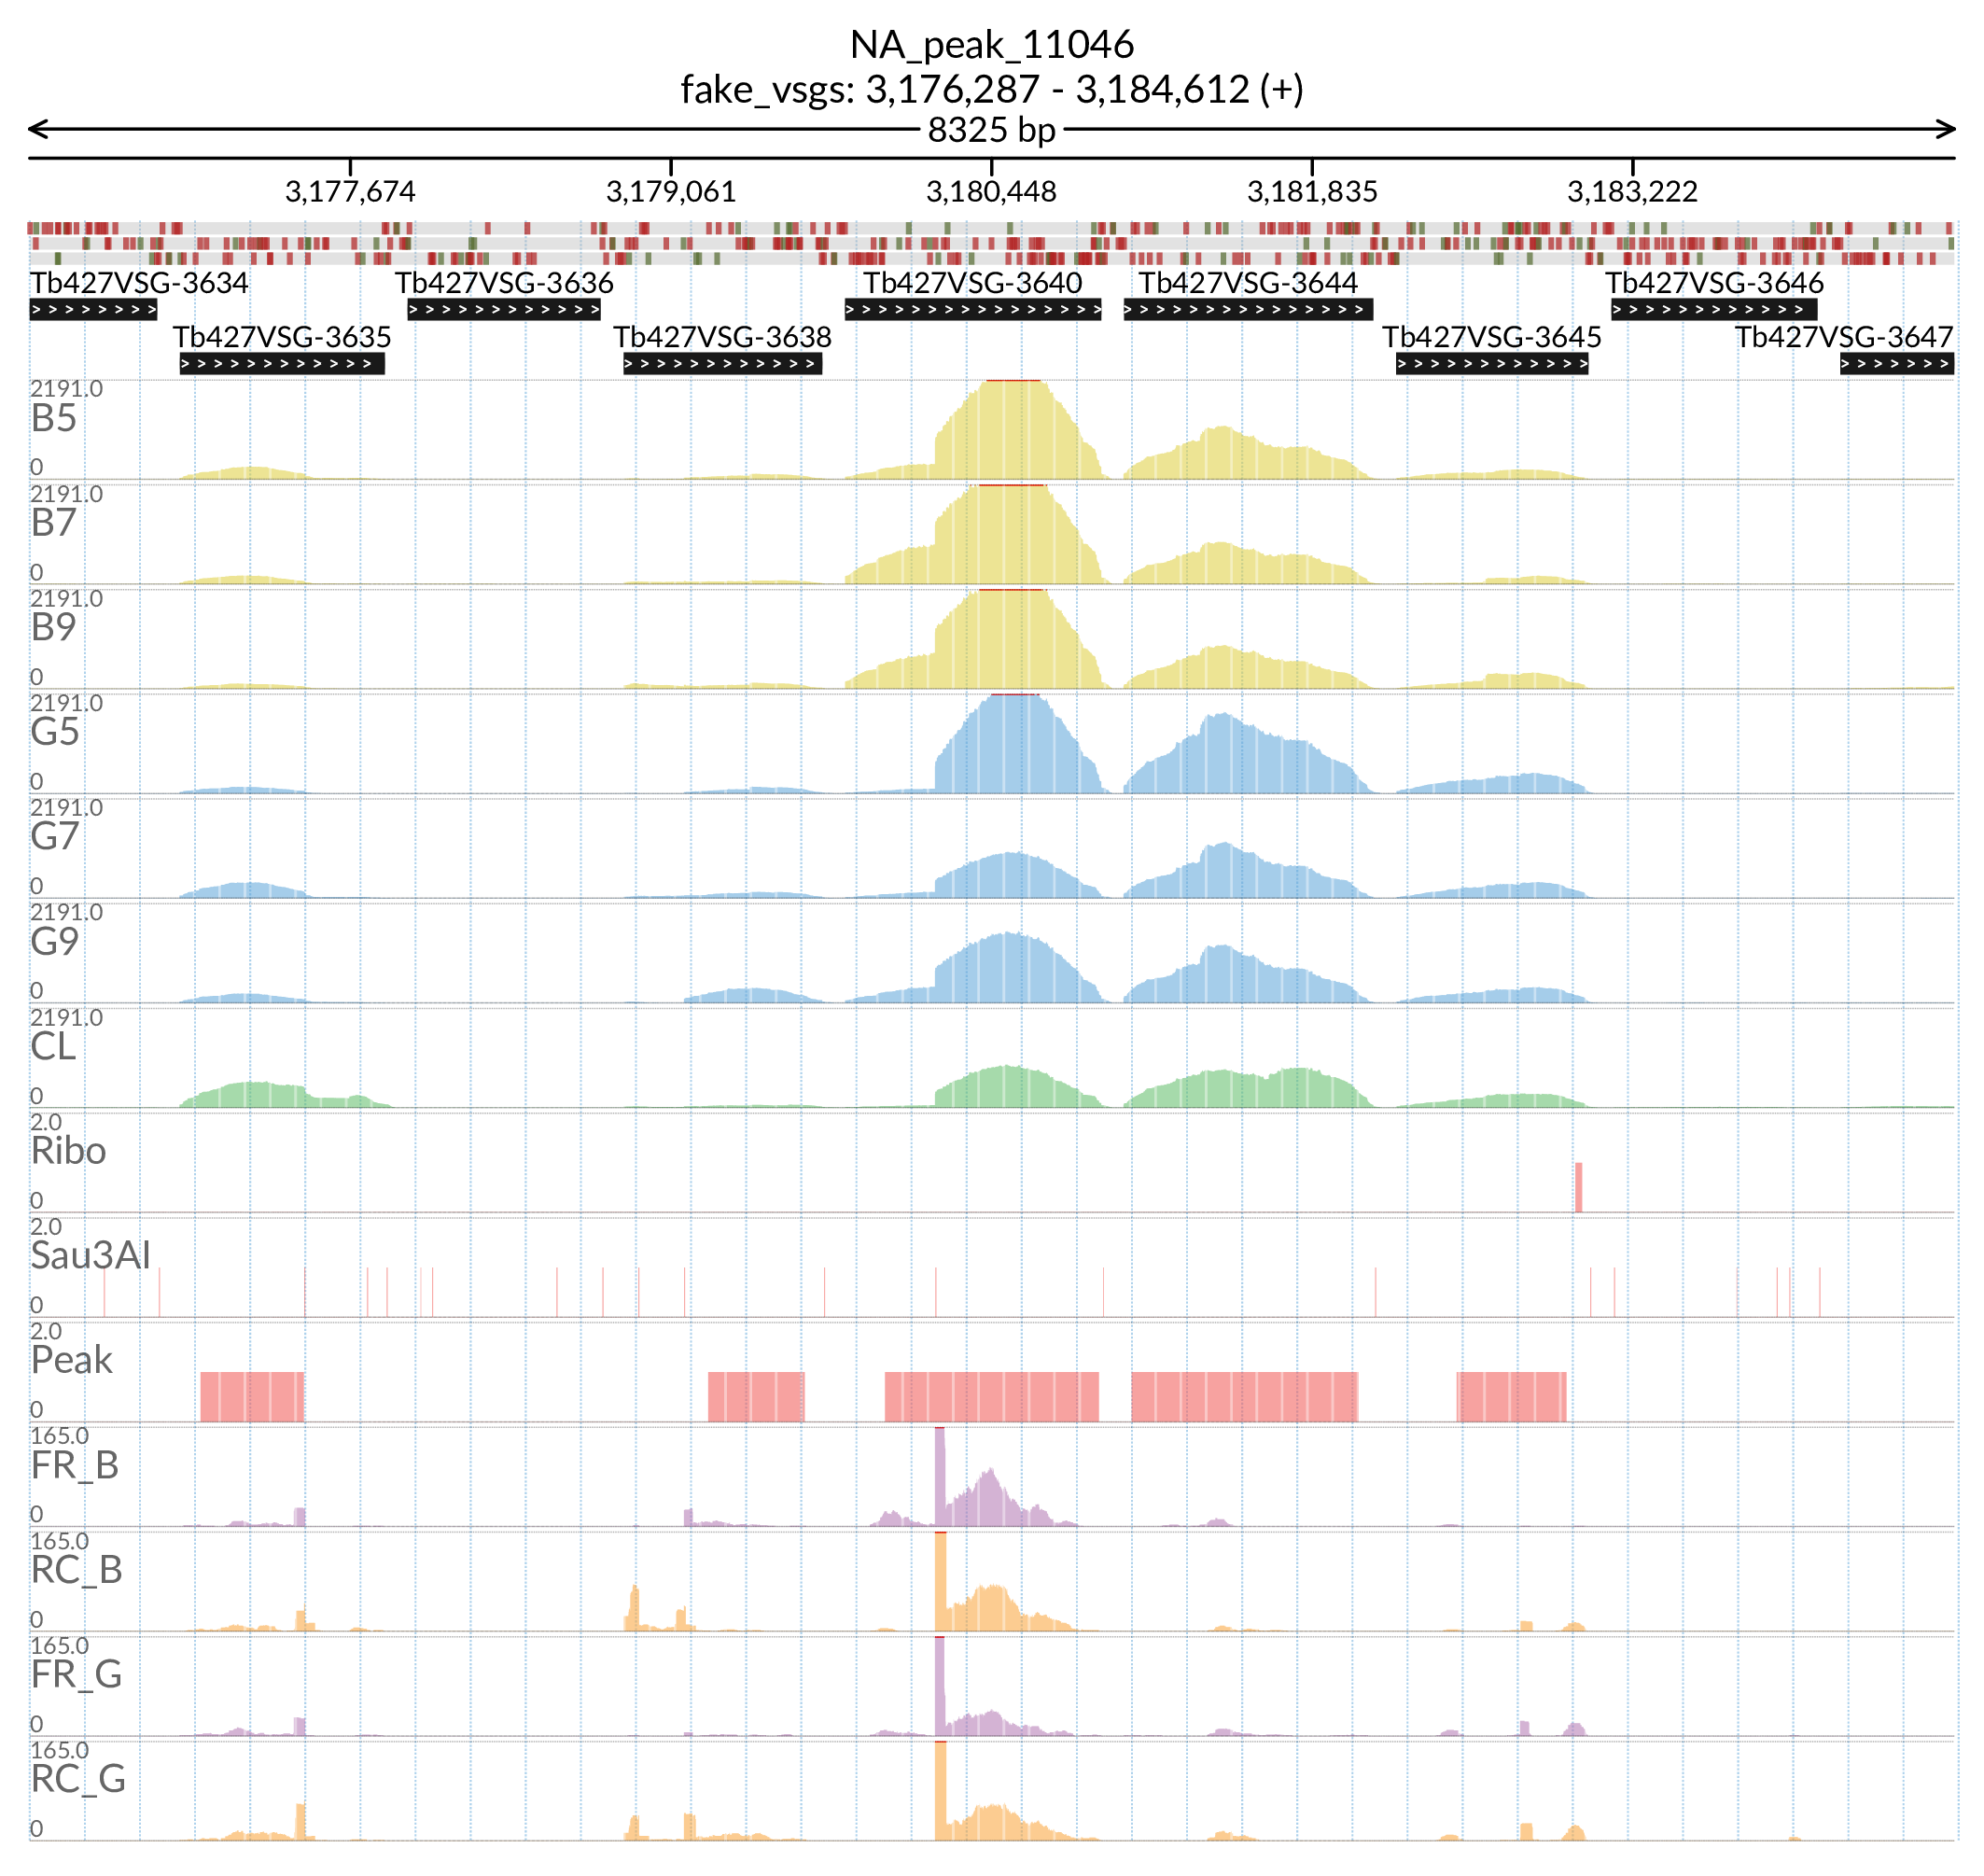 NA_peak_11046
fake_vsgs: 3,176,287 - 3,184,612 (+)
8325 bp
3,177,674 3,179,061 3,180,448 3,181,835 3,183,222
Tb427VSG-3634 Tb427VSG-3636 Tb427VSG-3640 Tb427VSG-3644 Tb427VSG-3646
Tb427VSG-3635 Tb427VSG-3638 Tb427VSG-3645 Tb427VSG-3647
2191.0
B5
0
2191.0
B7
0
2191.0
B9
0
2191.0
G5
0
2191.0
G7
0
2191.0
G9
0
2191.0
CL
0
2.0
Ribo
0
2.0
Sau3AI
0
2.0
Peak
0
165.0
FR_B
0
165.0
RC_B
0
165.0
FR_G
0
165.0
RC_G
0